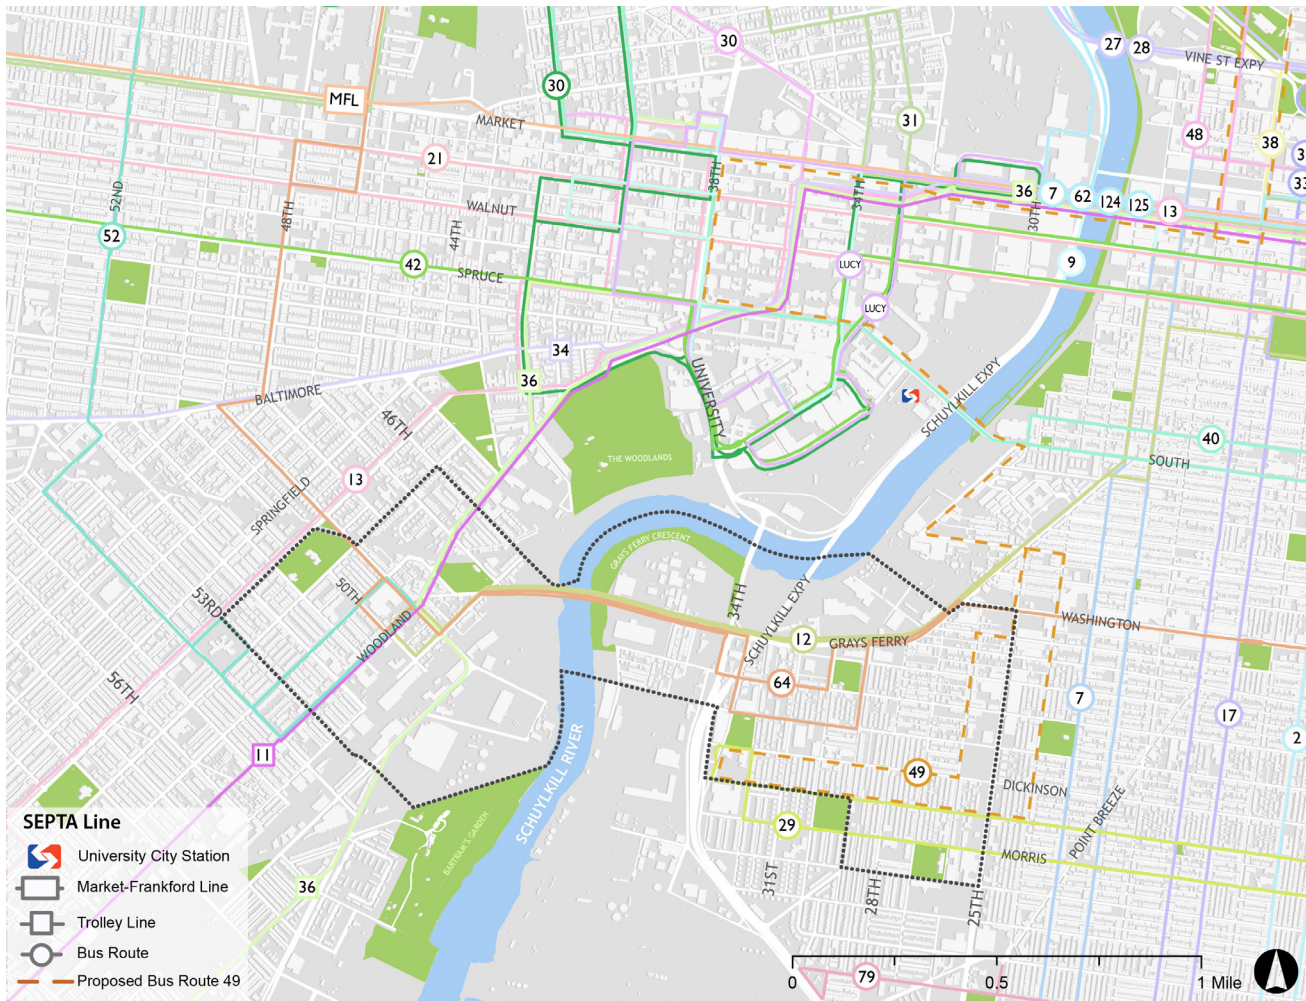 30
27
28
VINE ST EXPY
30
MFL
MARKET
31
48
38
21
38TH
34TH
36
7
62
124
125
13
33
52ND
48TH
44TH
WALNUT
30TH
52
42
SPRUCE
LUCY
LUCY
9
34
36
BALTIMORE
UNIVERSITY
SCHUYLKILL EXPY
46TH
40
SOUTH
THE WOODLANDS
13
SPRINGFIELD
GRAYS FERRY CRESCENT
50TH
53RD
WOODLAND
34TH
SCHUYLKILL EXPY
12
GRAYS FERRY
WASHINGTON
56TH
64
7
17
2
11
SCHUYLKILL RIVER
49
DICKINSON
POINT BREEZE
29
MORRIS
BARTRAM'S GARDEN
31ST
28TH
25TH
36
79
SEPTA Line
University City Station
Market-Frankford Line
Trolley Line
Bus Route
Proposed Bus Route 49
0
0.5
1 Mile